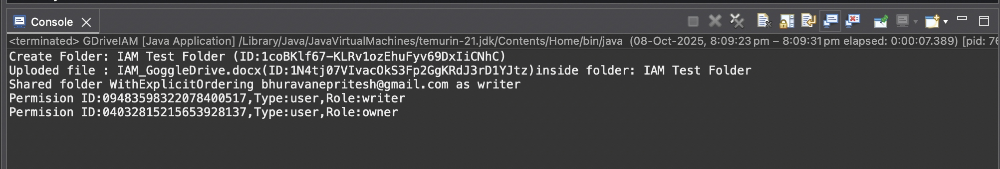 Console
<terminated> GDriveIAM [Java Application] /Library/Java/JavaVirtualMachines/temurin-21.jdk/Contents/Home/bin/java (08-Oct-2025, 8:09:23 pm – 8:09:31 pm elapsed: 0:00:07.389) [pid: 76
Create Folder: IAM Test Folder (ID:1coBKlf67-KLRv1ozEhuFyv69DxIiCNhC)
Uploded file : IAM_GoggleDrive.docx(ID:1N4tj07VIvacOkS3Fp2GgKRdJ3rD1YJtz)inside folder: IAM Test Folder
Shared folder WithExplicitOrdering bhuravanepritesh@gmail.com as writer
Permision ID:09483598322078400517,Type:user,Role:writer
Permision ID:04032815215653928137,Type:user,Role:owner